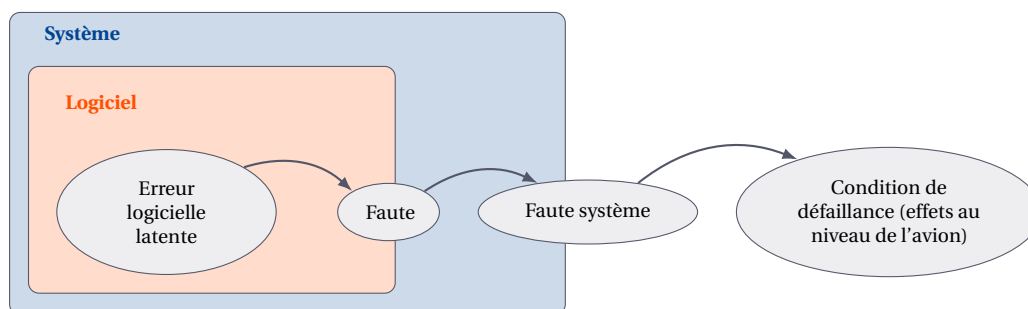 Système
Logiciel
Erreur
logicielle
latente
Faute
Faute système
Condition de
défaillance (effets au
niveau de l’avion)